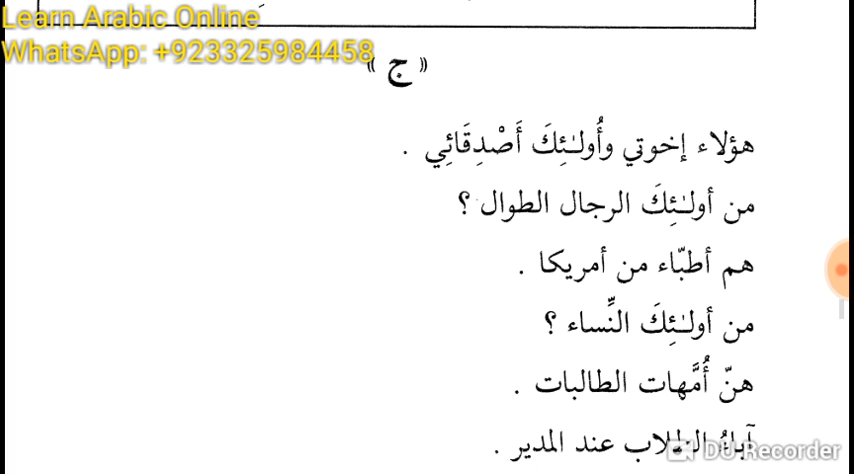 Learn Arabic Online
WhatsApp: +923325984458
« ج »
هؤلاء إخوتي وأُولـٰئِكَ أَصْدِقَائِي .
من أولـٰئِكَ الرجال الطوال ؟
هم أطبّاء من أمريكا .
من أولـٰئِكَ النِّساء ؟
هنّ أُمَّهات الطالبات .
آباءُ الطلاب عند المدير .
DU Recorder